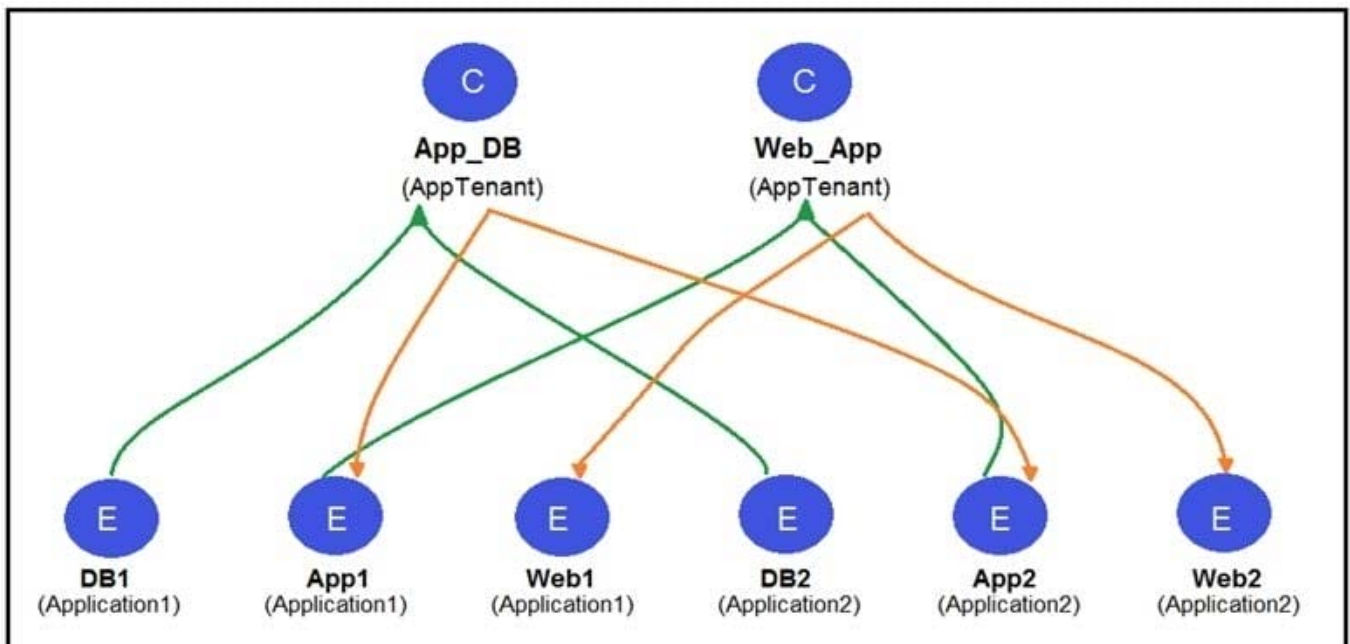 C C
App_DB Web_App
(AppTenant) (AppTenant)
E E E E E E
DB1 App1 Web1 DB2 App2 Web2
(Application1) (Application1) (Application1) (Application2) (Application2) (Application2)